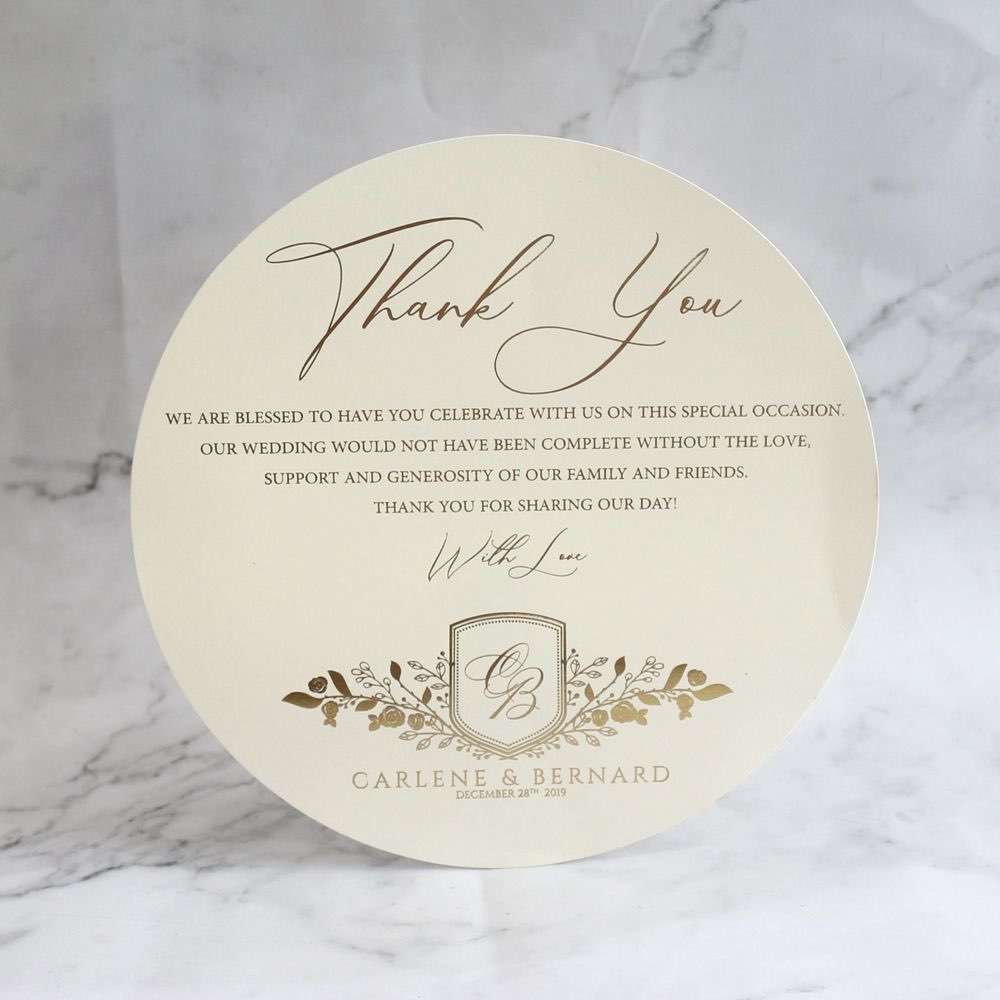 Thank You
WE ARE BLESSED TO HAVE YOU CELEBRATE WITH US ON THIS SPECIAL OCCASION.
OUR WEDDING WOULD NOT HAVE BEEN COMPLETE WITHOUT THE LOVE,
SUPPORT AND GENEROSITY OF OUR FAMILY AND FRIENDS.
THANK YOU FOR SHARING OUR DAY!
With Love
CB
CARLENE & BERNARD
DECEMBER 28TH 2019